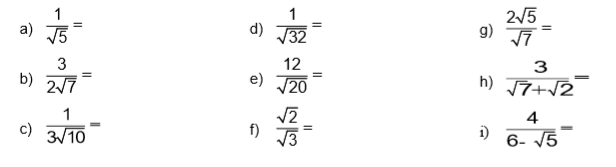 a) 1/√5 =
b) 3/2√7 =
c) 1/3√10 =
d) 1/√32 =
e) 12/√20 =
f) √2/√3 =
g) 2√5/√7 =
h) 3/√7+√2 =
i) 4/6- √5 =